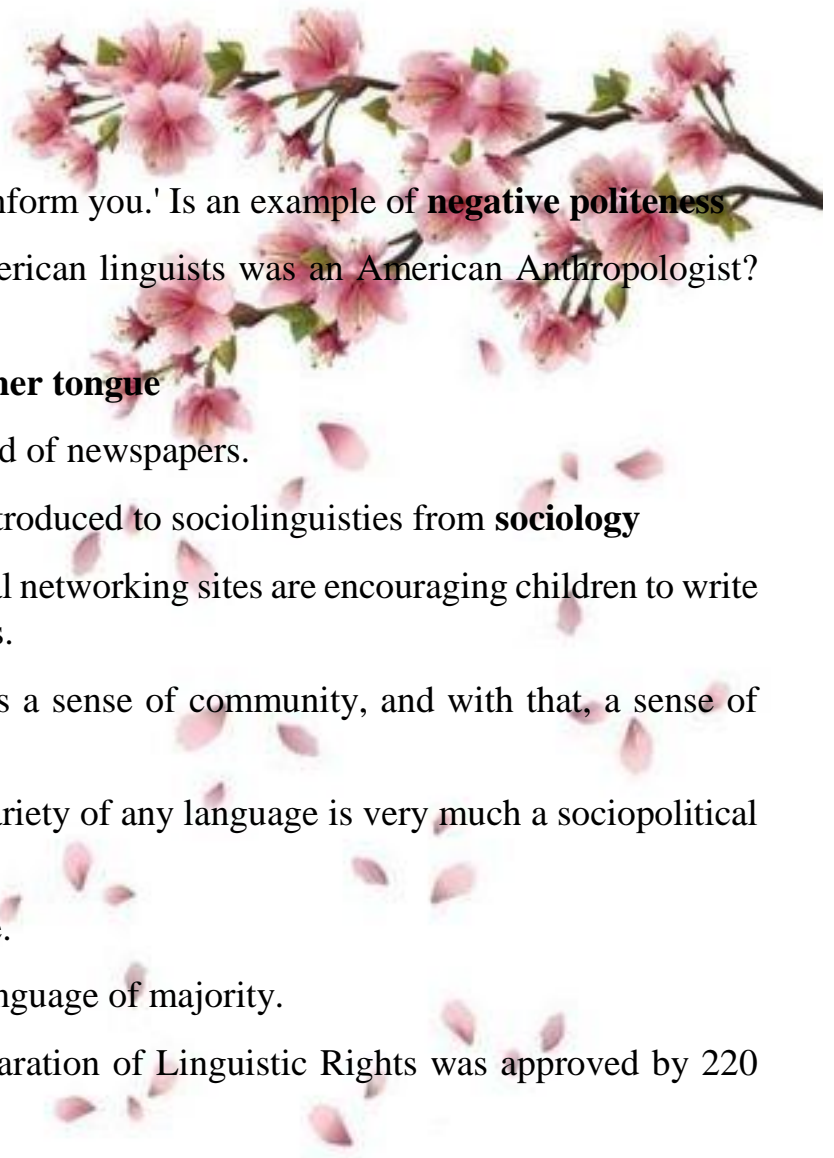 nform you.' Is an example of negative politeness
erican linguists was an American Anthropologist?
her tongue
d of newspapers.
troduced to sociolinguisties from sociology
al networking sites are encouraging children to write
s.
s a sense of community, and with that, a sense of
ariety of any language is very much a sociopolitical
e.
nguage of majority.
aration of Linguistic Rights was approved by 220